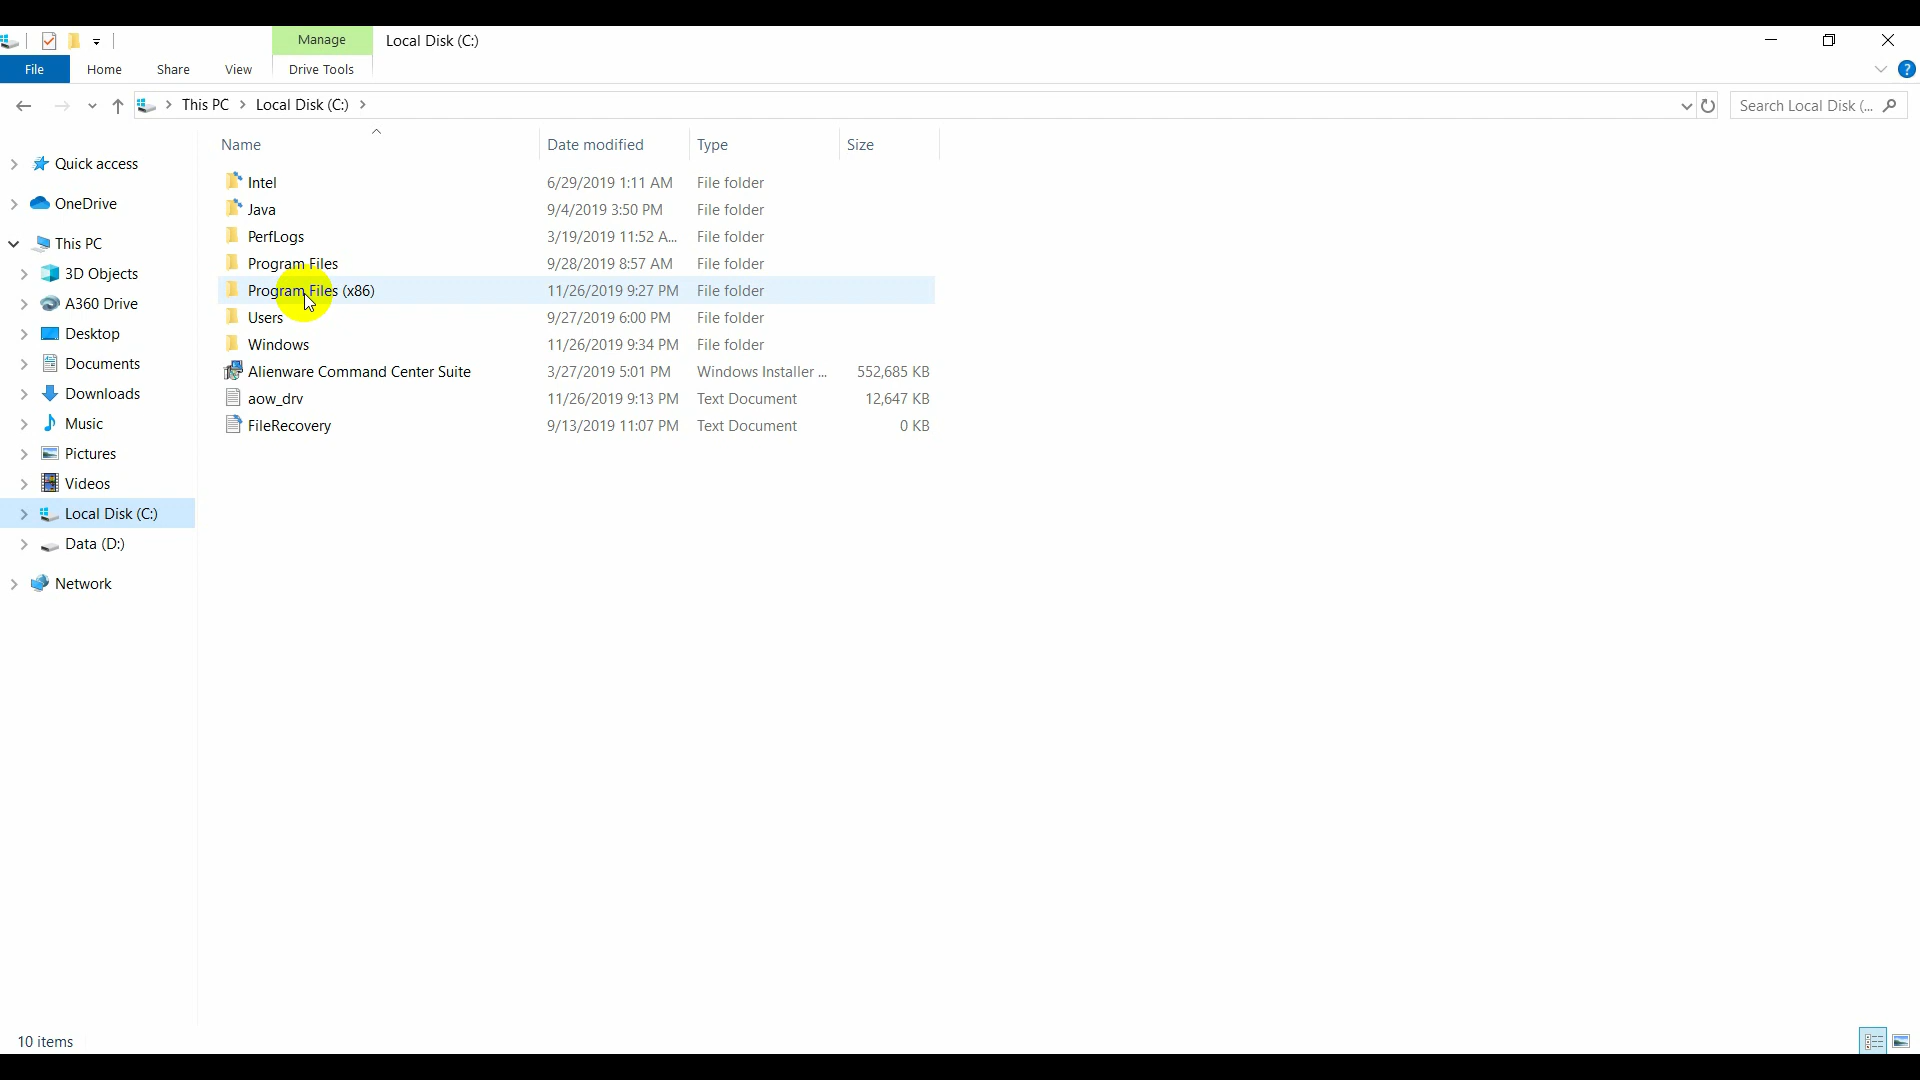 Manage Local Disk (C:)
File Home Share View Drive Tools
This PC Local Disk (C:) Search Local Disk (...
Name Date modified Type Size
Quick access
OneDrive
This PC
3D Objects
A360 Drive
Desktop
Documents
Downloads
Music
Pictures
Videos
Local Disk (C:)
Data (D:)
Network
Intel 6/29/2019 1:11 AM File folder
Java 9/4/2019 3:50 PM File folder
PerfLogs 3/19/2019 11:52 A... File folder
Program Files 9/28/2019 8:57 AM File folder
Program Files (x86) 11/26/2019 9:27 PM File folder
Users 9/27/2019 6:00 PM File folder
Windows 11/26/2019 9:34 PM File folder
Alienware Command Center Suite 3/27/2019 5:01 PM Windows Installer ... 552,685 KB
aow_drv 11/26/2019 9:13 PM Text Document 12,647 KB
FileRecovery 9/13/2019 11:07 PM Text Document 0 KB
10 items